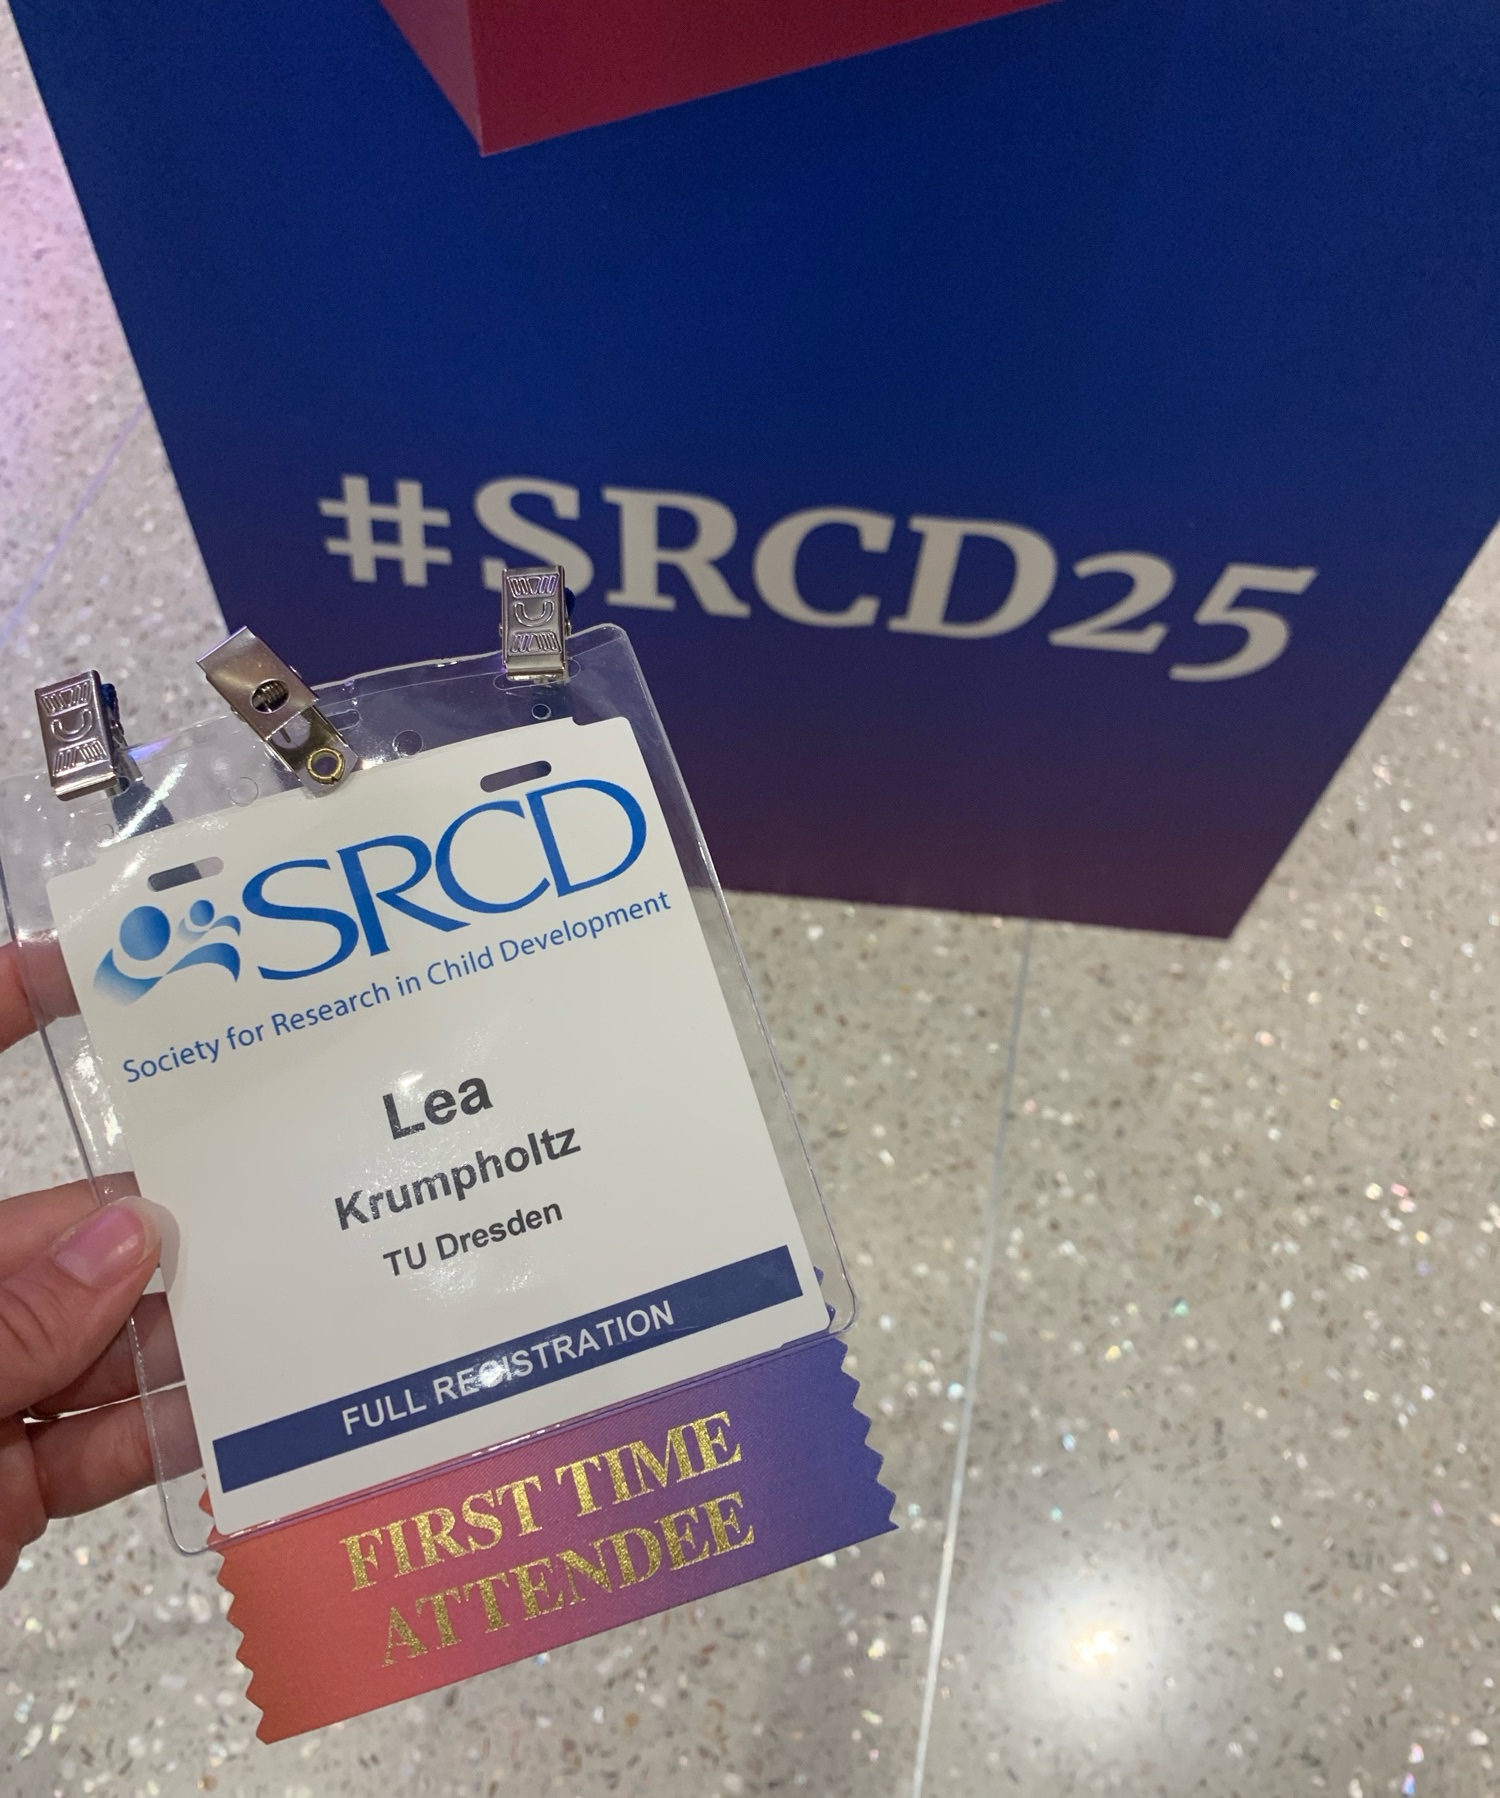 #SRCD25
SRCD
Society for Research in Child Development
Lea
Krumpholtz
TU Dresden
FULL REGISTRATION
FIRST TIME
ATTENDEE